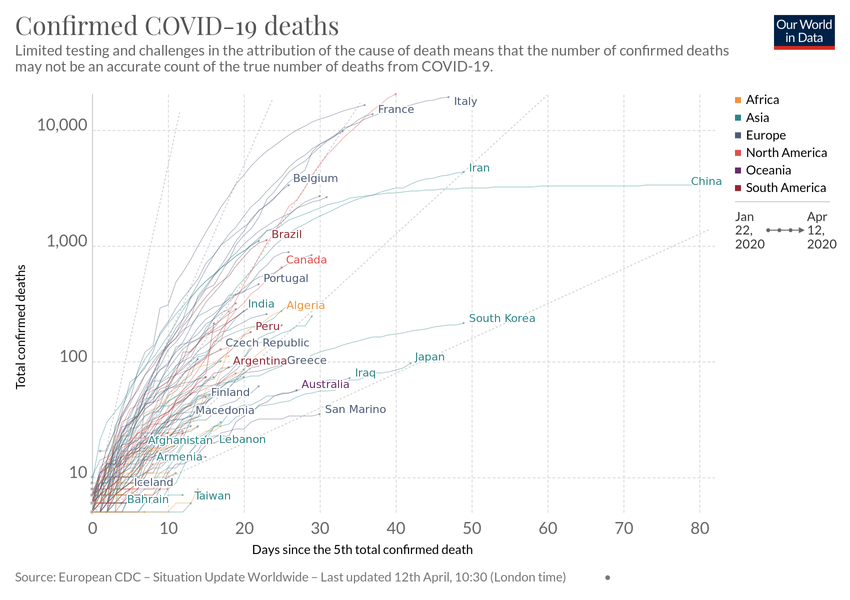 Confirmed COVID-19 deaths
Limited testing and challenges in the attribution of the cause of death means that the number of confirmed deaths
may not be an accurate count of the true number of deaths from COVID-19.
Our World
in Data
Africa
Asia
Europe
North America
Oceania
South America
Jan
22,
2020
Apr
12,
2020
Total confirmed deaths
10,000
1,000
100
10
Italy
France
Iran
China
Belgium
Brazil
Canada
Portugal
India
Algeria
South Korea
Peru
Czech Republic
Japan
Argentina
Greece
Iraq
Australia
Finland
Macedonia
San Marino
Afghanistan
Lebanon
Armenia
Iceland
Bahrain
Taiwan
0
10
20
30
40
50
60
70
80
Days since the 5th total confirmed death
Source: European CDC – Situation Update Worldwide – Last updated 12th April, 10:30 (London time)